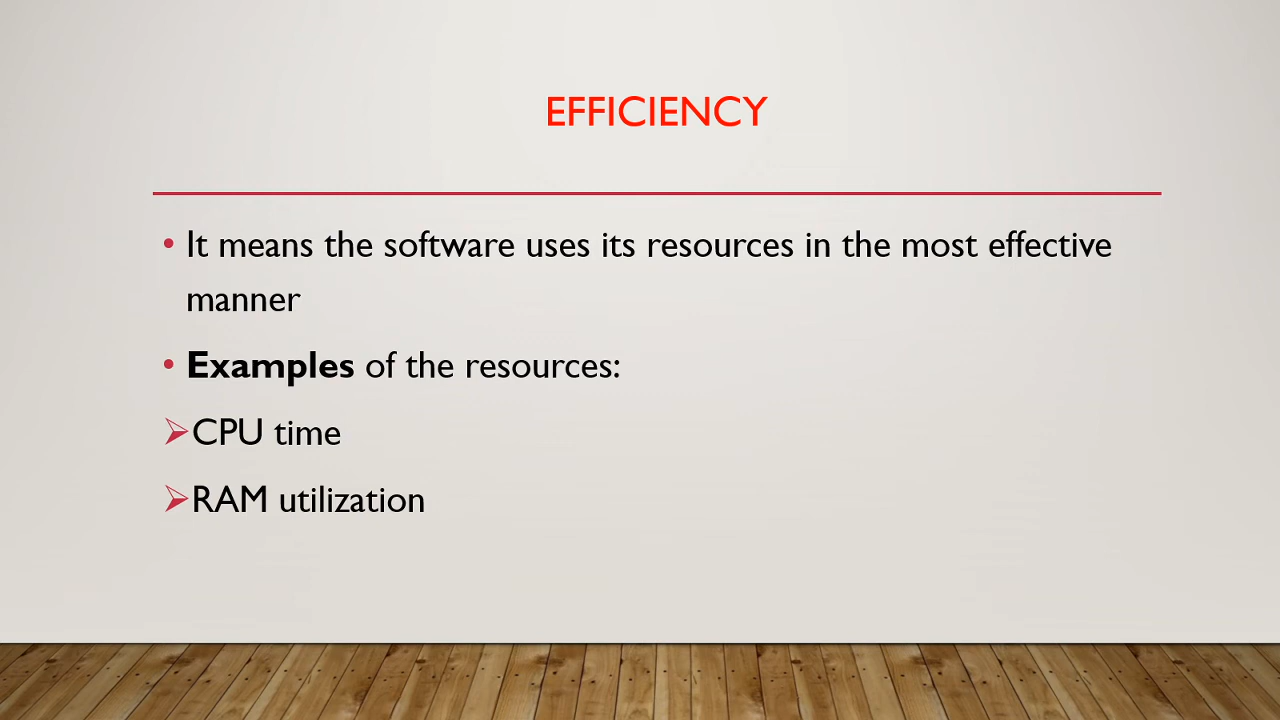 EFFICIENCY
• It means the software uses its resources in the most effective
manner
• Examples of the resources:
➢CPU time
➢RAM utilization